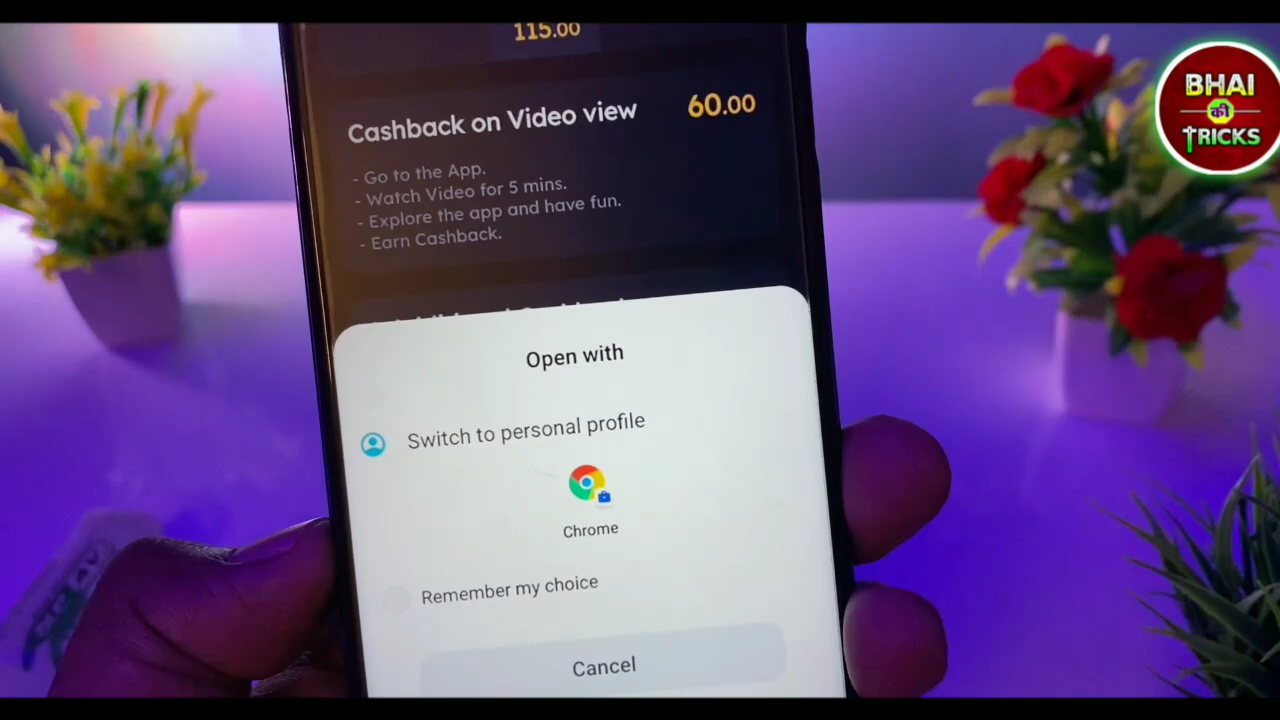 115.00
Cashback on Video view
60.00
- Go to the App.
- Watch Video for 5 mins.
- Explore the app and have fun.
- Earn Cashback.
Open with
Switch to personal profile
Chrome
Remember my choice
Cancel
BHAI
की
TRICKS